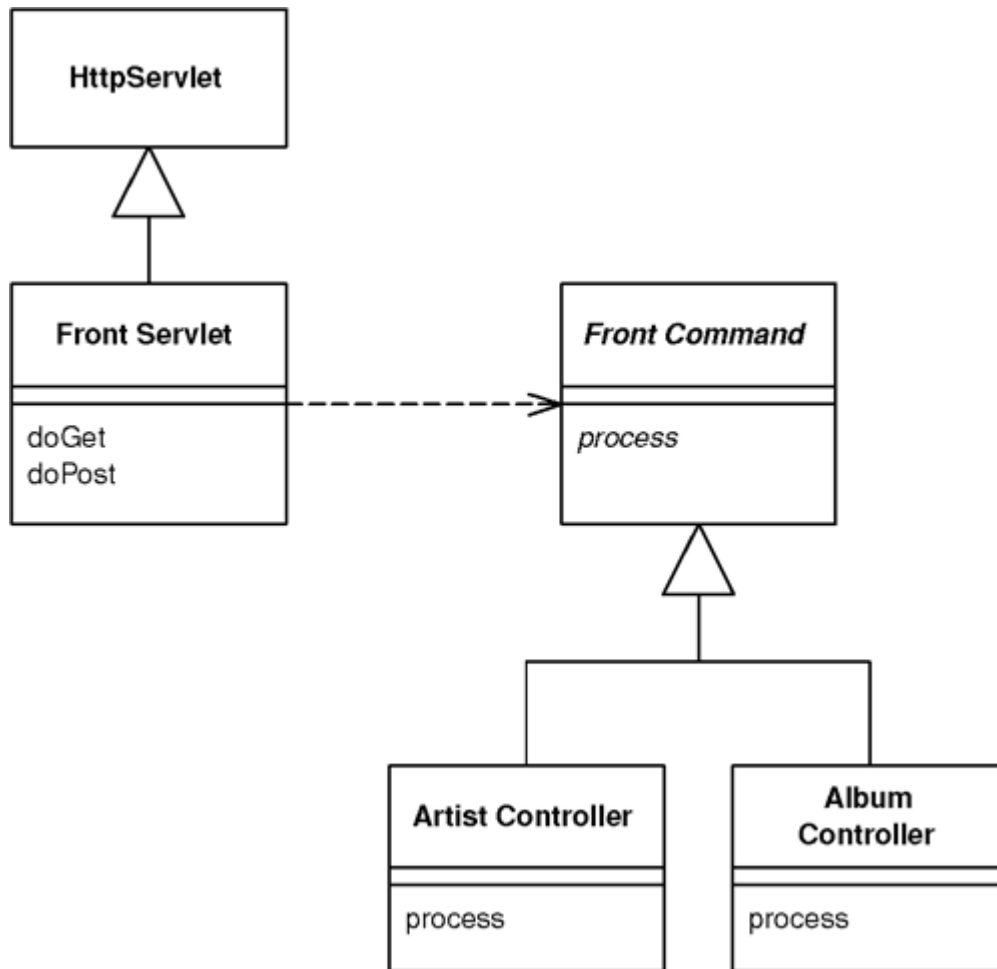 HttpServlet
Front Servlet
doGet
doPost
Front Command
process
Artist Controller
process
Album
Controller
process